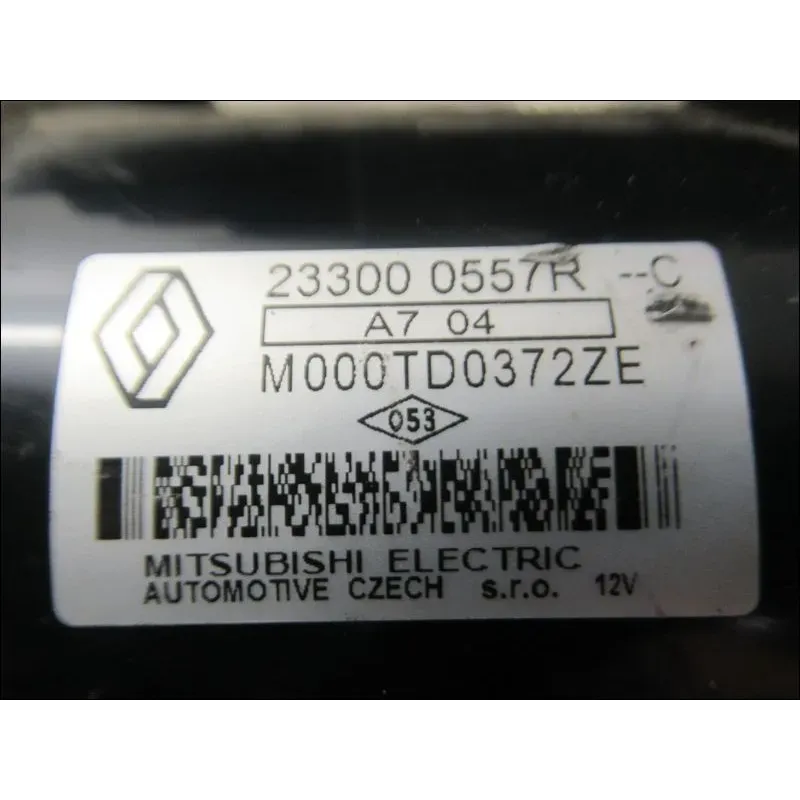 23300 0557R --C
A7 04
M000TD0372ZE
053
MITSUBISHI ELECTRIC
AUTOMOTIVE CZECH s.r.o. 12V